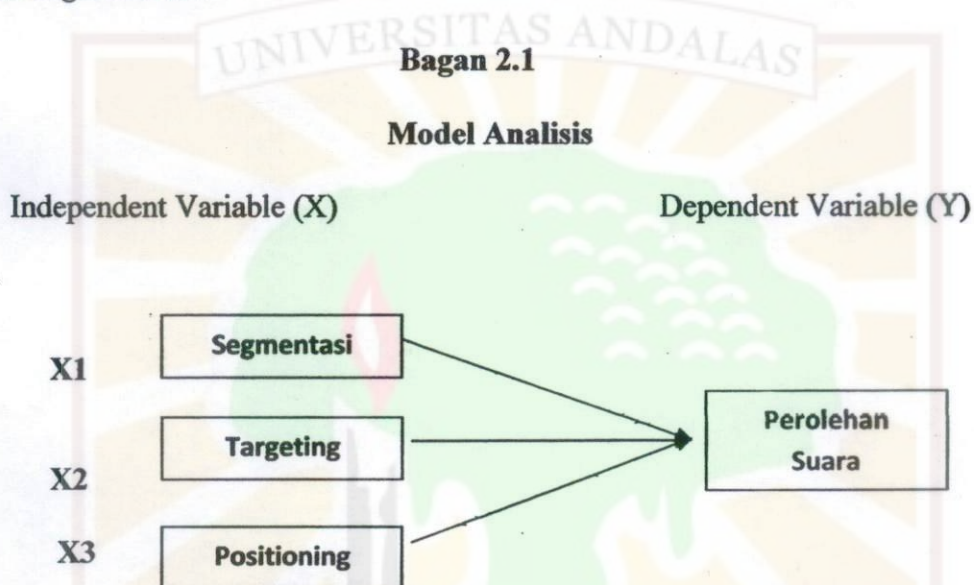 UNIVERSITAS ANDALAS
Bagan 2.1
Model Analisis
Independent Variable (X) Dependent Variable (Y)
X1 Segmentasi
X2 Targeting
X3 Positioning
Perolehan
Suara